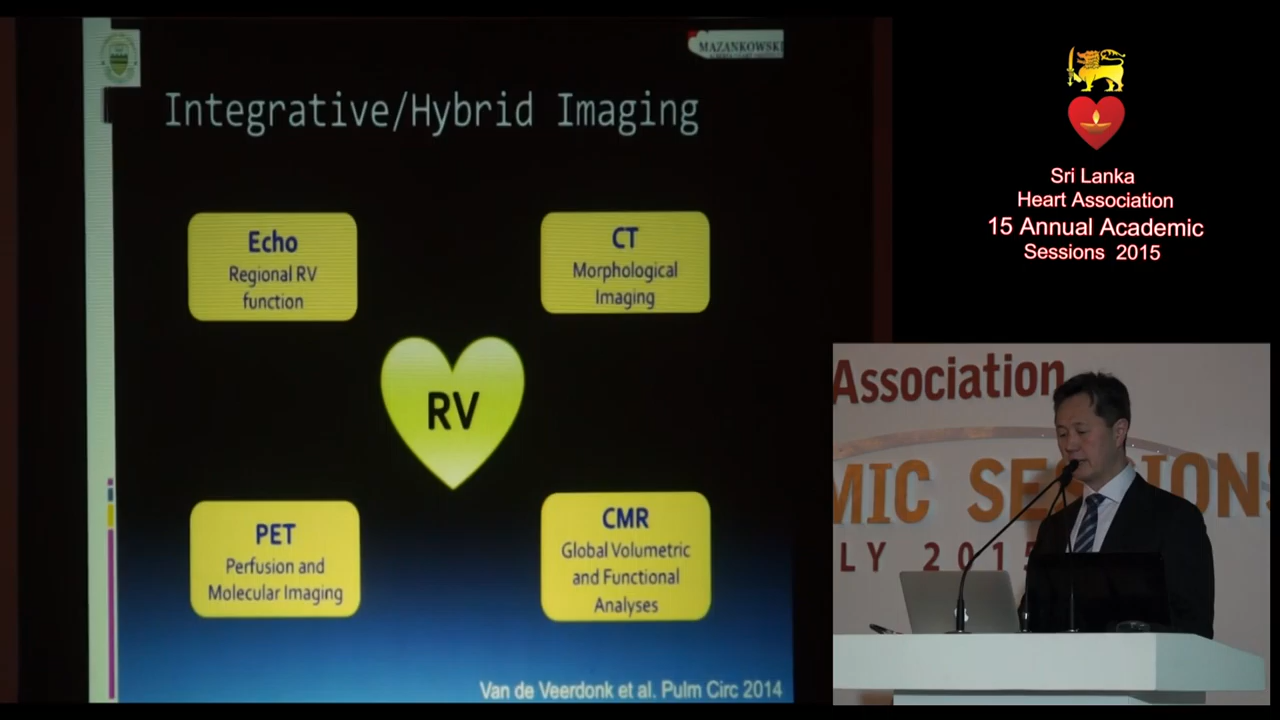 MAZANKOWSKI
Integrative/Hybrid Imaging
Echo
Regional RV
function
CT
Morphological
Imaging
RV
PET
Perfusion and
Molecular Imaging
CMR
Global Volumetric
and Functional
Analyses
Van de Veerdonk et al. Pulm Circ 2014
Sri Lanka
Heart Association
15 Annual Academic
Sessions 2015
Association
MIC SESSIONS
LY 2015